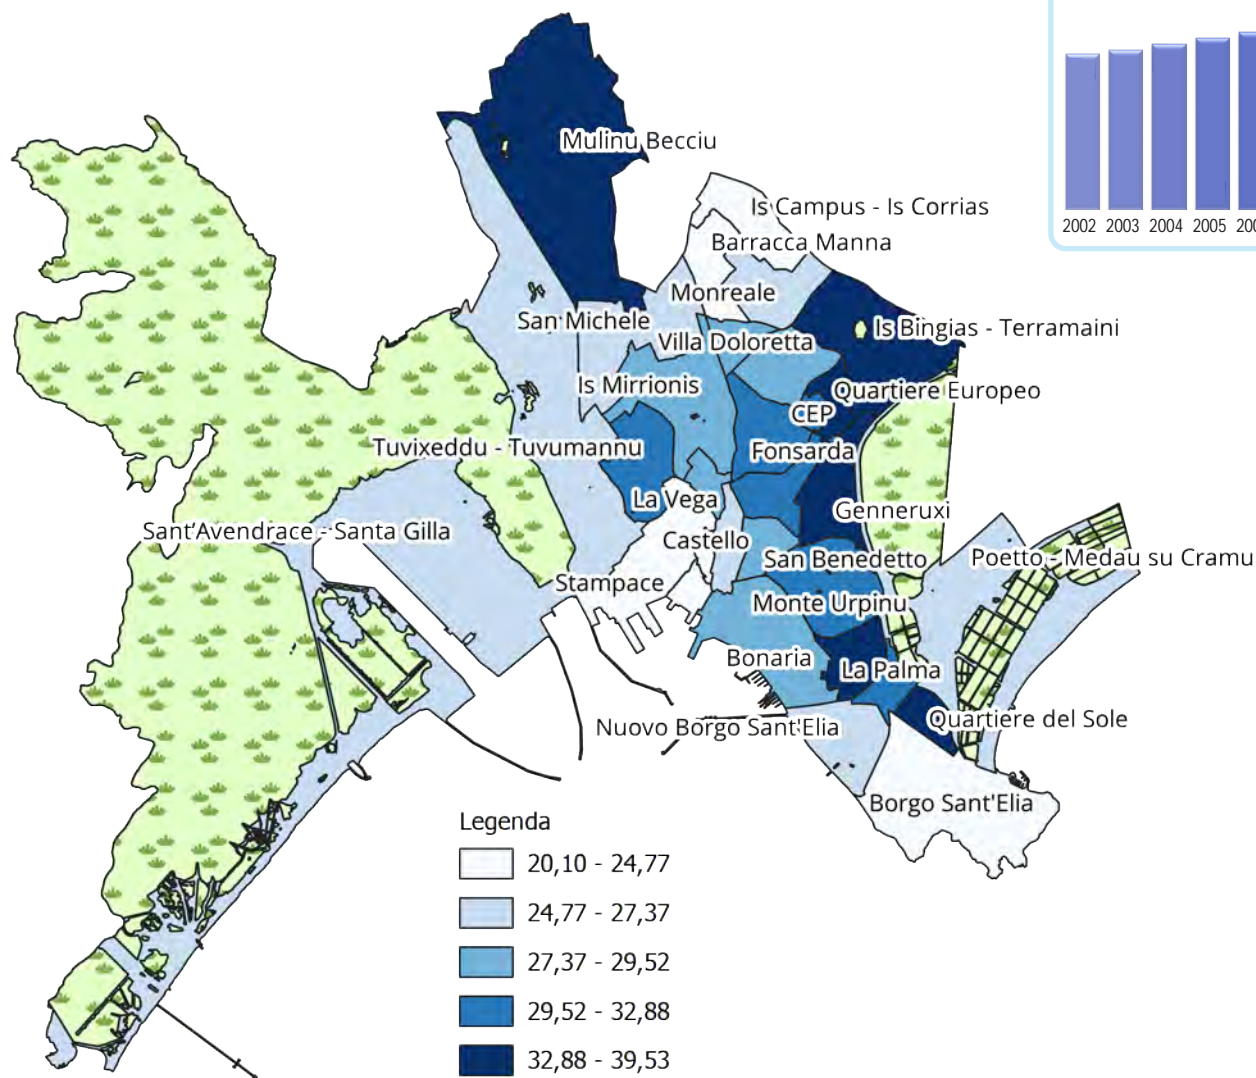 Mulinu Becciu
Is Campus - Is Corrias
Barracca Manna
Monreale
San Michele
Is Bingias - Terramaini
Villa Doloretta
Is Mirrionis
Quartiere Europeo
CEP
Tuvixeddu - Tuvumannu
Fonsarda
La Vega
Genneruxi
Sant'Avendrace - Santa Gilla
Castello
San Benedetto
Poetto - Medau su Cramu
Stampace
Monte Urpinu
Bonaria
La Palma
Nuovo Borgo Sant'Elia
Quartiere del Sole
Borgo Sant'Elia
Legenda
20,10 - 24,77
24,77 - 27,37
27,37 - 29,52
29,52 - 32,88
32,88 - 39,53
2002 2003 2004 2005